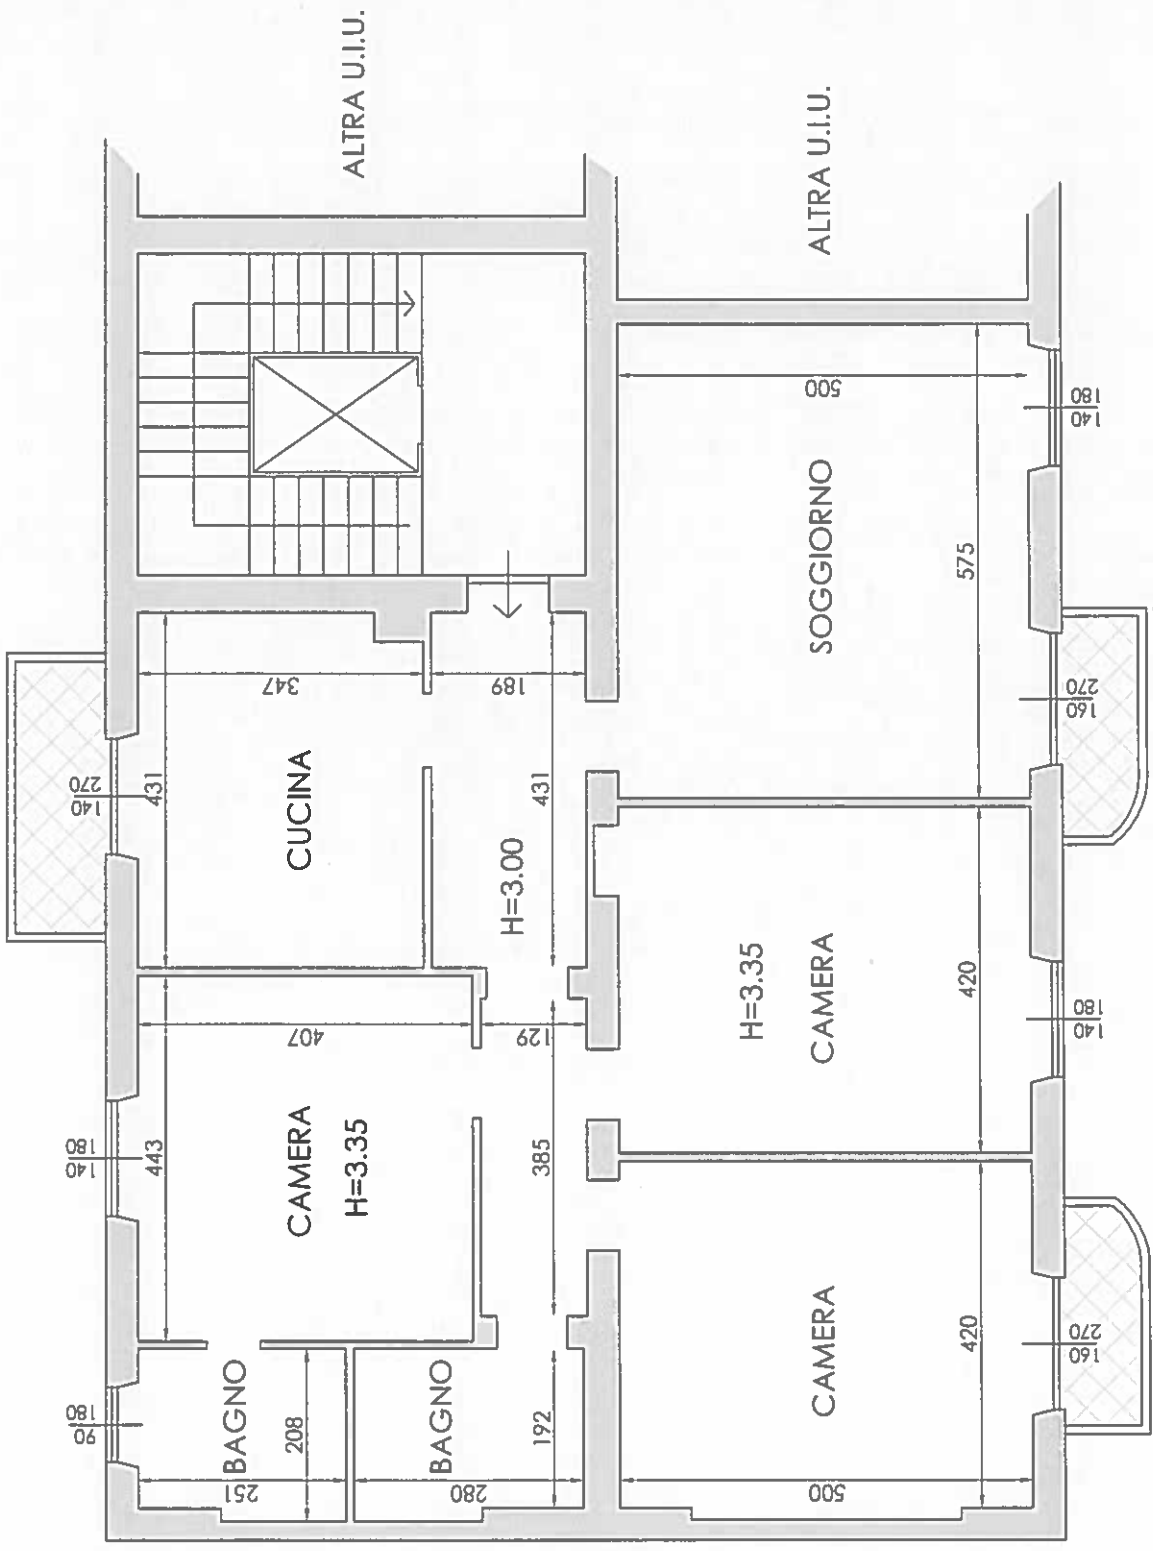 ALTRA U.I.U.
ALTRA U.I.U.
347
189
431
CUCINA
431
H=3.00
140
270
500
SOGGIORNO
575
140
180
160
270
407
129
443
CAMERA
H=3.35
385
140
180
H=3.35
CAMERA
420
140
180
BAGNO
208
251
90
180
BAGNO
192
280
CAMERA
420
500
160
270